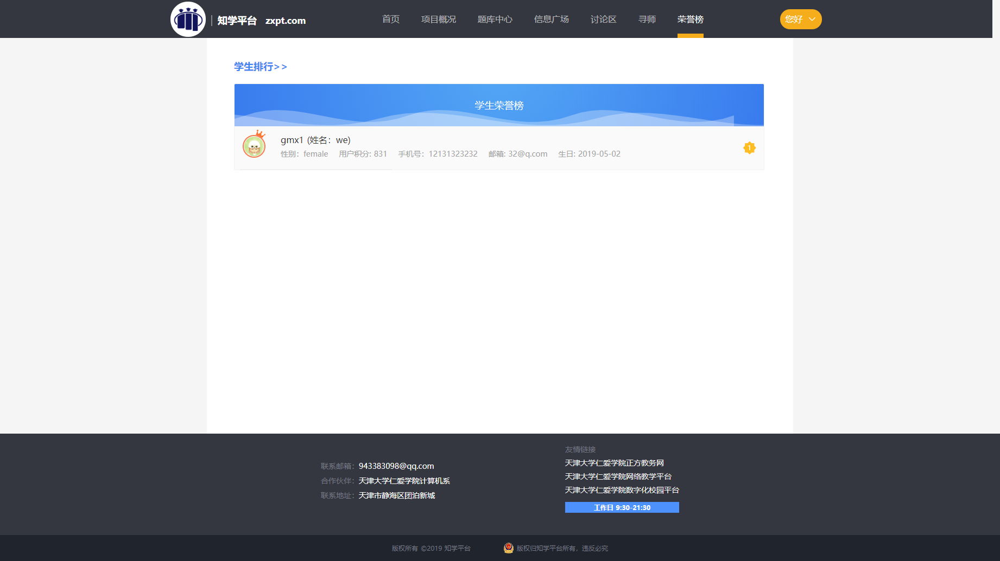 知学平台 zxpt.com 首页 项目概况 题库中心 信息广场 讨论区 寻师 荣誉榜 您好
学生排行>>
学生荣誉榜
gmx1 (姓名：we)
性别：female 用户积分: 831 手机号：12131323232 邮箱: 32@q.com 生日: 2019-05-02
1
联系邮箱：943383098@qq.com
合作伙伴：天津大学仁爱学院计算机系
联系地址：天津市静海区团泊新城
友情链接
天津大学仁爱学院正方教务网
天津大学仁爱学院网络教学平台
天津大学仁爱学院数字化校园平台
工作日 9:30-21:30
版权所有 ©2019 知学平台 版权归知学平台所有，违反必究